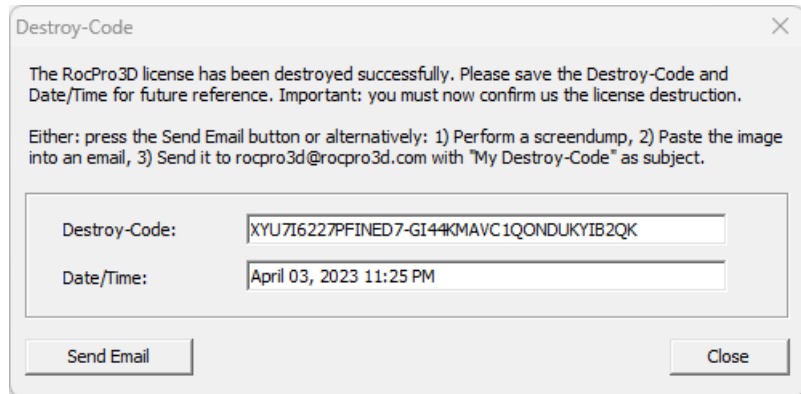 Destroy-Code
The RocPro3D license has been destroyed successfully. Please save the Destroy-Code and
Date/Time for future reference. Important: you must now confirm us the license destruction.
Either: press the Send Email button or alternatively: 1) Perform a screendump, 2) Paste the image
into an email, 3) Send it to rocpro3d@rocpro3d.com with "My Destroy-Code" as subject.
Destroy-Code: XYU7I6227PFINED7-GI44KMAVC1QONDUKYIB2QK
Date/Time: April 03, 2023 11:25 PM
Send Email Close